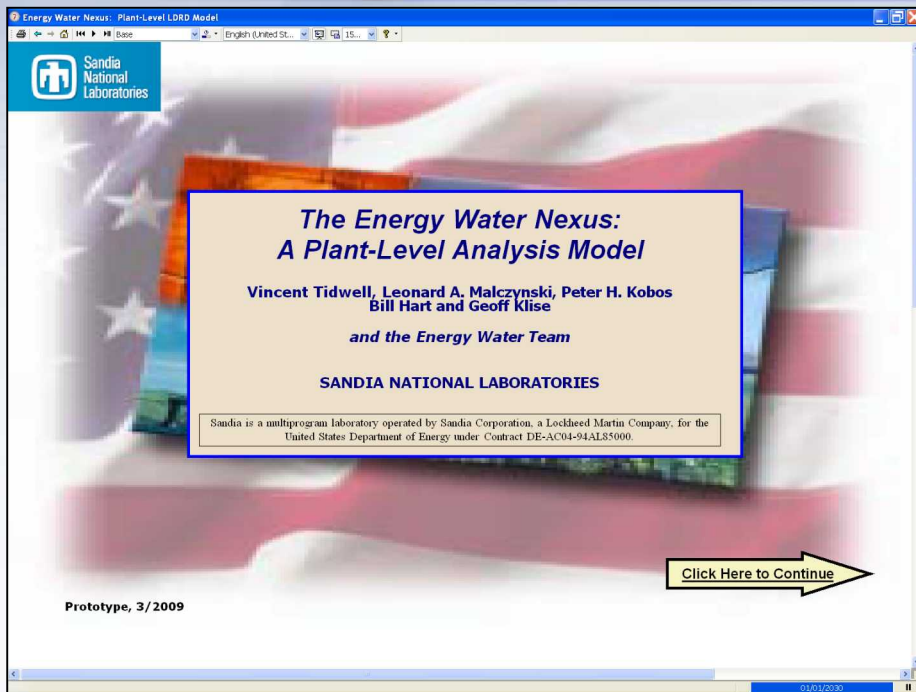 Energy Water Nexus: Plant-Level LDRD Model
Base English (United St... 15...
Sandia
National
Laboratories
The Energy Water Nexus:
A Plant-Level Analysis Model
Vincent Tidwell, Leonard A. Malczynski, Peter H. Kobos
Bill Hart and Geoff Klise
and the Energy Water Team
SANDIA NATIONAL LABORATORIES
Sandia is a multiprogram laboratory operated by Sandia Corporation, a Lockheed Martin Company, for the
United States Department of Energy under Contract DE-AC04-94AL85000.
Click Here to Continue
Prototype, 3/2009
01/01/2030